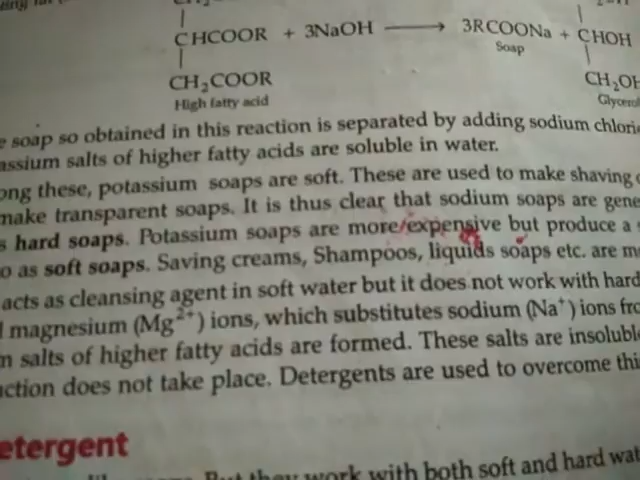 CHCOOR + 3NaOH ⟶ 3RCOONa + CHOH
Soap
CH₂COOR CH₂OH
High fatty acid Glycerol
e soap so obtained in this reaction is separated by adding sodium chlori
assium salts of higher fatty acids are soluble in water.
ong these, potassium soaps are soft. These are used to make shaving
make transparent soaps. It is thus clear that sodium soaps are gene
s hard soaps. Potassium soaps are more/expensive but produce a
o as soft soaps. Saving creams, Shampoos, liquids soaps etc. are m
acts as cleansing agent in soft water but it does not work with hard
magnesium (Mg²⁺) ions, which substitutes sodium (Na⁺) ions fro
m salts of higher fatty acids are formed. These salts are insoluble
action does not take place. Detergents are used to overcome thi
etergent
But they work with both soft and hard wat